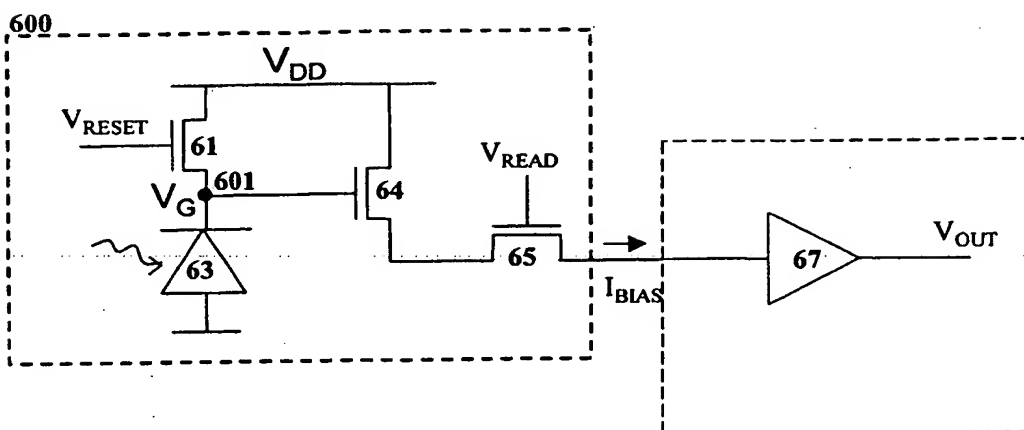 600
VDD
VRESET
61
VREAD
601
VG
64
63
65
IBIAS
67
VOUT